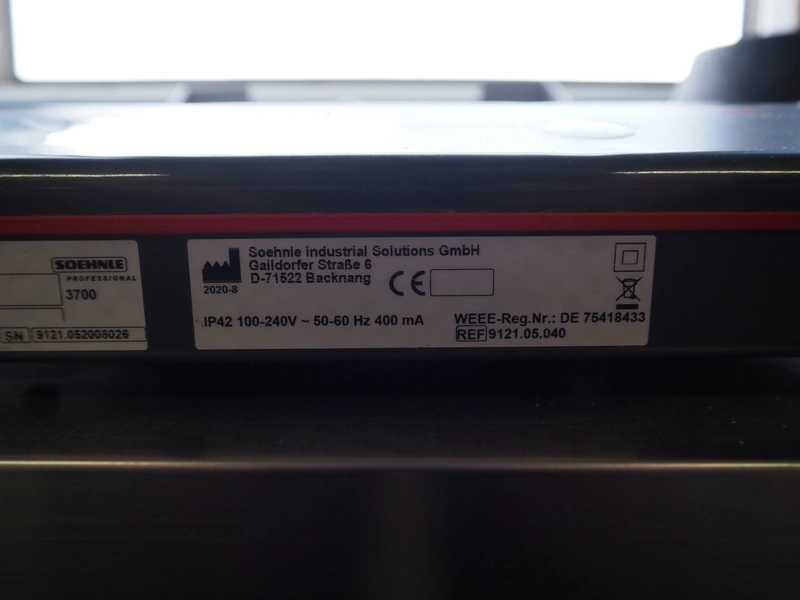 SOEHNLE
PROFESSIONAL
3700
SN 9121.052008026
Soehnle Industrial Solutions GmbH
Gaildorfer Straße 6
D-71522 Backnang
2020-8
CE
IP42 100-240V ~ 50-60 Hz 400 mA
WEEE-Reg.Nr.: DE 75418433
REF 9121.05.040